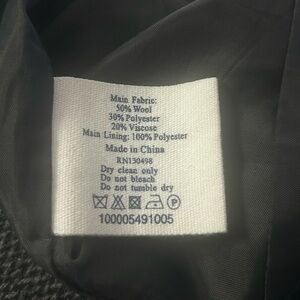 Main Fabric:
50% Wool
30% Polyester
20% Viscose
Main Lining: 100% Polyester
Made in China
RN130498
Dry clean only
Do not bleach
Do not tumble dry
P
100005491005